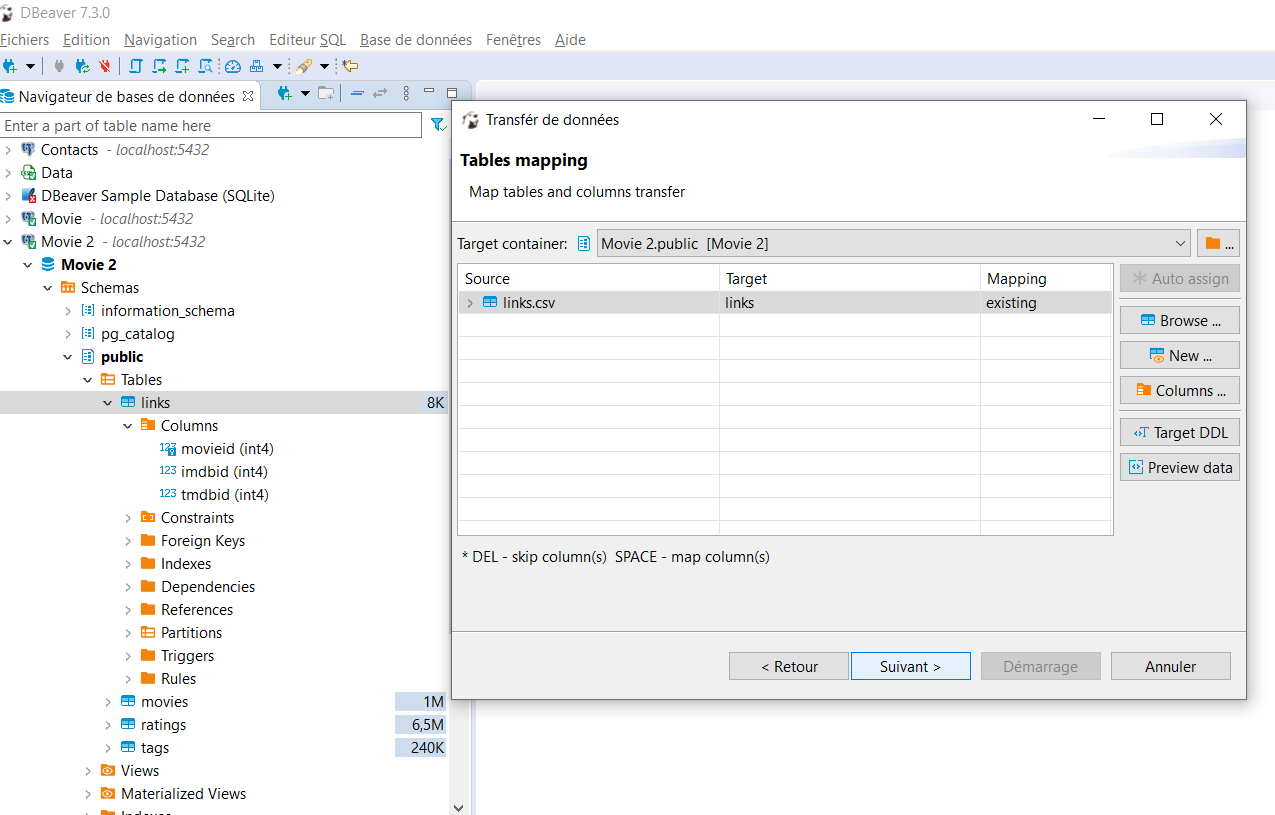 DBeaver 7.3.0
Fichiers Edition Navigation Search Editeur SQL Base de données Fenêtres Aide
Navigateur de bases de données
Enter a part of table name here
Contacts - localhost:5432
Data
DBeaver Sample Database (SQLite)
Movie - localhost:5432
Movie 2 - localhost:5432
Movie 2
Schemas
information_schema
pg_catalog
public
Tables
links 8K
Columns
123 movieid (int4)
123 imdbid (int4)
123 tmdbid (int4)
Constraints
Foreign Keys
Indexes
Dependencies
References
Partitions
Triggers
Rules
movies 1M
ratings 6,5M
tags 240K
Views
Materialized Views
Indexes
Transfér de données
Tables mapping
Map tables and columns transfer
Target container: Movie 2.public [Movie 2] ...
Source Target Mapping
links.csv links existing
Auto assign
Browse ...
New ...
Columns ...
Target DDL
Preview data
* DEL - skip column(s) SPACE - map column(s)
< Retour Suivant > Démarrage Annuler